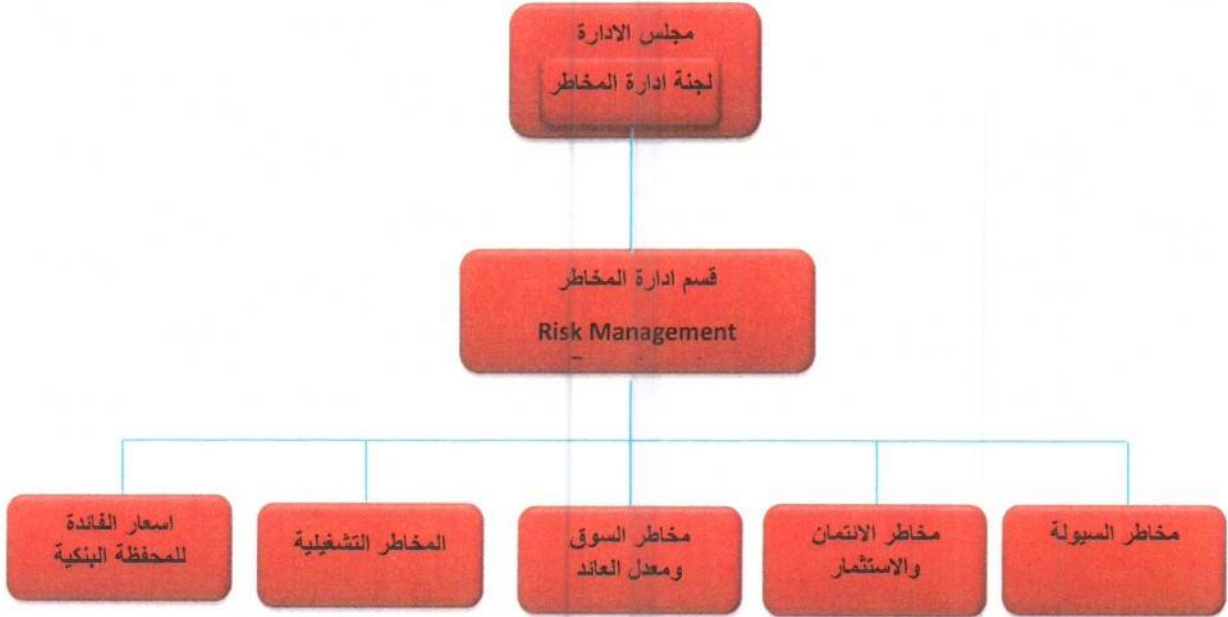 مجلس الادارة
لجنة ادارة المخاطر
قسم ادارة المخاطر
Risk Management
مخاطر السيولة
مخاطر الائتمان
والاستثمار
مخاطر السوق
ومعدل العائد
المخاطر التشغيلية
اسعار الفائدة
للمحفظة البنكية